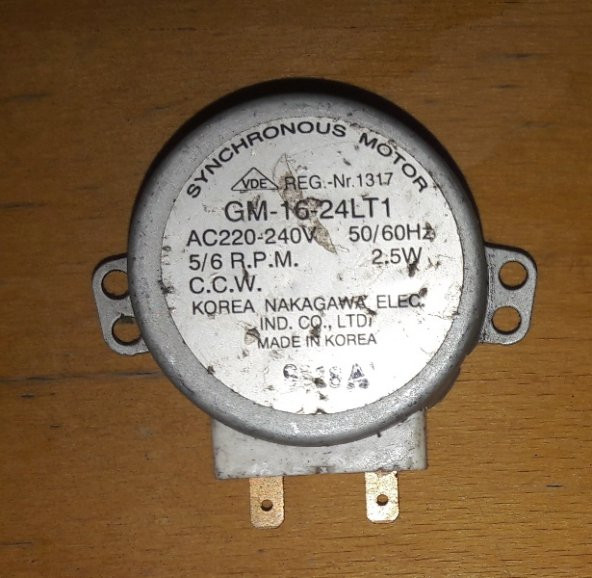 SYNCHRONOUS MOTOR
VDE REG.-Nr.1317
GM-16-24LT1
AC220-240V 50/60Hz
5/6 R.P.M. 2.5W
C.C.W.
KOREA NAKAGAWA ELEC.
IND. CO., LTD.
MADE IN KOREA